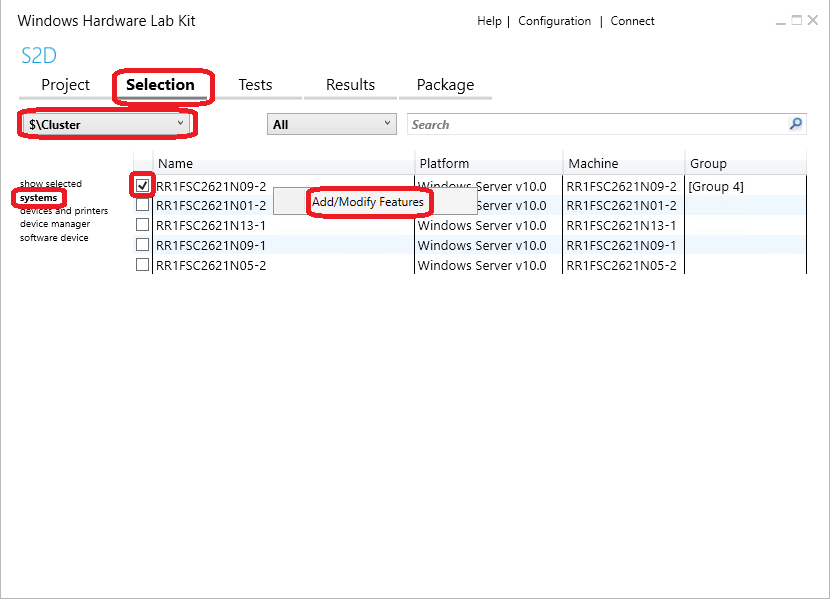 Windows Hardware Lab Kit
Help | Configuration | Connect
S2D
Project Selection Tests Results Package
$\Cluster All Search
Name Platform Machine Group
show selected
systems
devices and printers
device manager
software device
RR1FSC2621N09-2 Windows Server v10.0 RR1FSC2621N09-2 [Group 4]
Add/Modify Features
RR1FSC2621N01-2 Server v10.0 RR1FSC2621N01-2
RR1FSC2621N13-1 Windows Server v10.0 RR1FSC2621N13-1
RR1FSC2621N09-1 Windows Server v10.0 RR1FSC2621N09-1
RR1FSC2621N05-2 Windows Server v10.0 RR1FSC2621N05-2